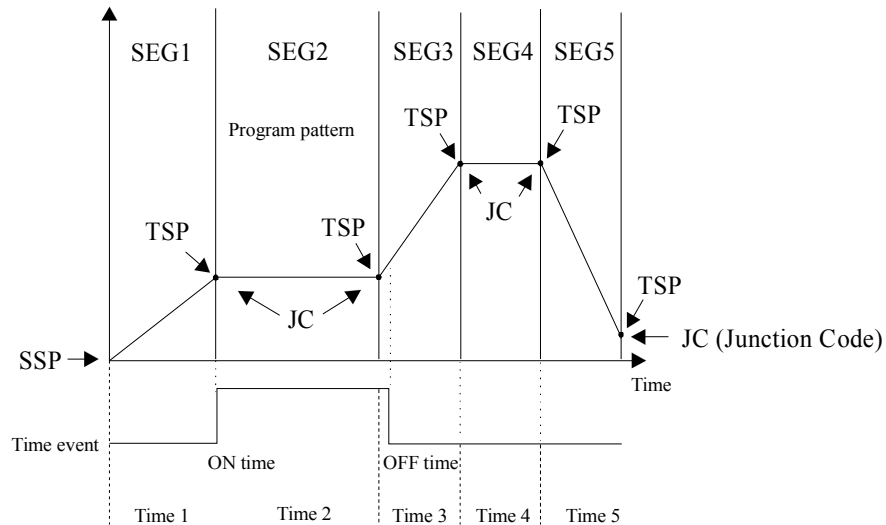 SEG1 SEG2 SEG3 SEG4 SEG5
TSP TSP
Program pattern
JC
TSP TSP
TSP
JC
JC (Junction Code)
SSP
Time
Time event
ON time OFF time
Time 1 Time 2 Time 3 Time 4 Time 5